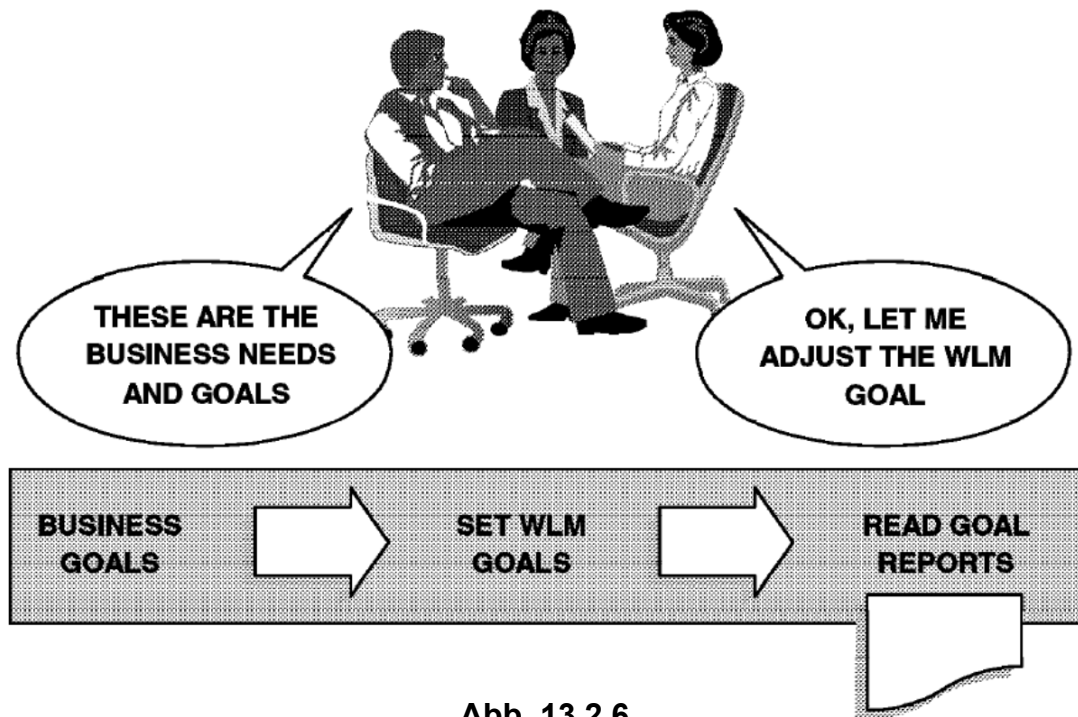 THESE ARE THE
BUSINESS NEEDS
AND GOALS
OK, LET ME
ADJUST THE WLM
GOAL
BUSINESS
GOALS
SET WLM
GOALS
READ GOAL
REPORTS
Abb. 13.2.6